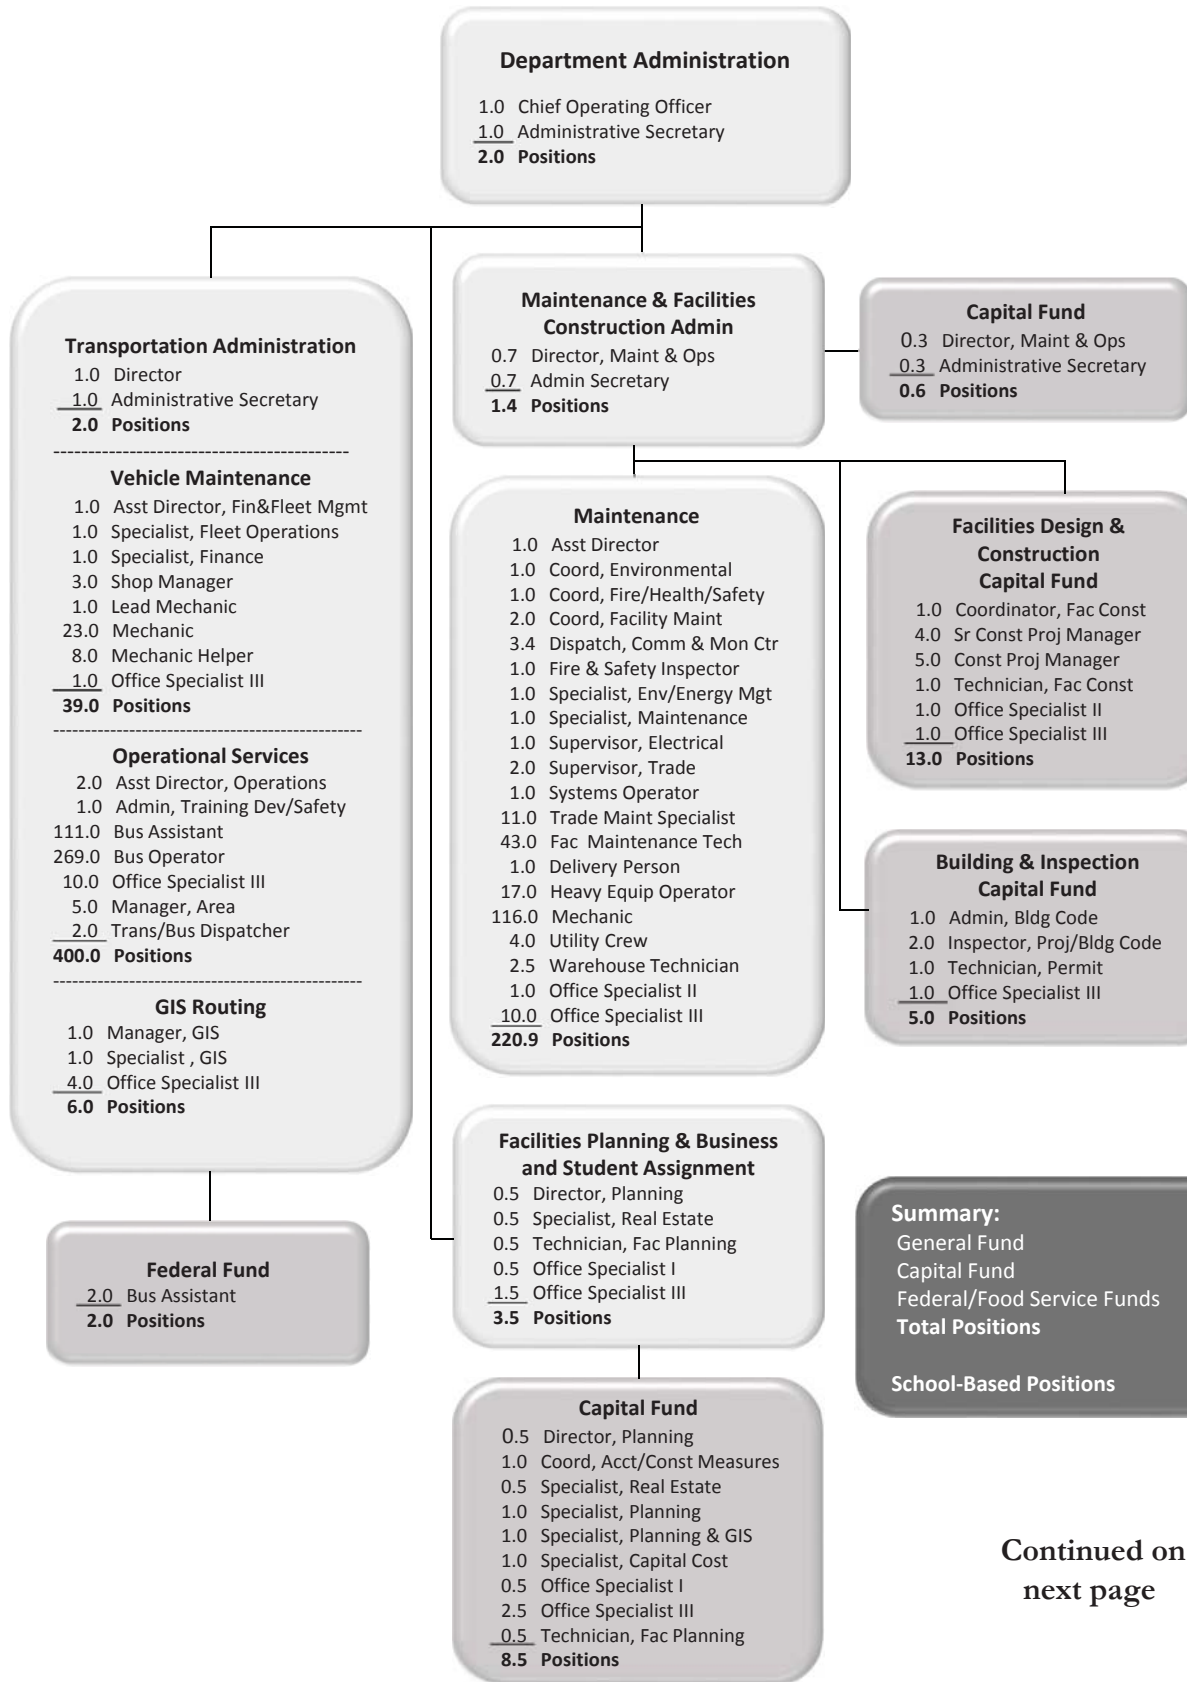 Department Administration
1.0 Chief Operating Officer
1.0 Administrative Secretary
2.0 Positions
Transportation Administration
1.0 Director
1.0 Administrative Secretary
2.0 Positions
--------------------------------------------
Vehicle Maintenance
1.0 Asst Director, Fin&Fleet Mgmt
1.0 Specialist, Fleet Operations
1.0 Specialist, Finance
3.0 Shop Manager
1.0 Lead Mechanic
23.0 Mechanic
8.0 Mechanic Helper
1.0 Office Specialist III
39.0 Positions
------------------------------------------------
Operational Services
2.0 Asst Director, Operations
1.0 Admin, Training Dev/Safety
111.0 Bus Assistant
269.0 Bus Operator
10.0 Office Specialist III
5.0 Manager, Area
2.0 Trans/Bus Dispatcher
400.0 Positions
------------------------------------------------
GIS Routing
1.0 Manager, GIS
1.0 Specialist , GIS
4.0 Office Specialist III
6.0 Positions
Federal Fund
2.0 Bus Assistant
2.0 Positions
Maintenance & Facilities
Construction Admin
0.7 Director, Maint & Ops
0.7 Admin Secretary
1.4 Positions
Capital Fund
0.3 Director, Maint & Ops
0.3 Administrative Secretary
0.6 Positions
Maintenance
1.0 Asst Director
1.0 Coord, Environmental
1.0 Coord, Fire/Health/Safety
2.0 Coord, Facility Maint
3.4 Dispatch, Comm & Mon Ctr
1.0 Fire & Safety Inspector
1.0 Specialist, Env/Energy Mgt
1.0 Specialist, Maintenance
1.0 Supervisor, Electrical
2.0 Supervisor, Trade
1.0 Systems Operator
11.0 Trade Maint Specialist
43.0 Fac Maintenance Tech
1.0 Delivery Person
17.0 Heavy Equip Operator
116.0 Mechanic
4.0 Utility Crew
2.5 Warehouse Technician
1.0 Office Specialist II
10.0 Office Specialist III
220.9 Positions
Facilities Design &
Construction
Capital Fund
1.0 Coordinator, Fac Const
4.0 Sr Const Proj Manager
5.0 Const Proj Manager
1.0 Technician, Fac Const
1.0 Office Specialist II
1.0 Office Specialist III
13.0 Positions
Building & Inspection
Capital Fund
1.0 Admin, Bldg Code
2.0 Inspector, Proj/Bldg Code
1.0 Technician, Permit
1.0 Office Specialist III
5.0 Positions
Facilities Planning & Business
and Student Assignment
0.5 Director, Planning
0.5 Specialist, Real Estate
0.5 Technician, Fac Planning
0.5 Office Specialist I
1.5 Office Specialist III
3.5 Positions
Capital Fund
0.5 Director, Planning
1.0 Coord, Acct/Const Measures
0.5 Specialist, Real Estate
1.0 Specialist, Planning
1.0 Specialist, Planning & GIS
1.0 Specialist, Capital Cost
0.5 Office Specialist I
2.5 Office Specialist III
0.5 Technician, Fac Planning
8.5 Positions
Summary:
General Fund
Capital Fund
Federal/Food Service Funds
Total Positions
School-Based Positions
Continued on
next page